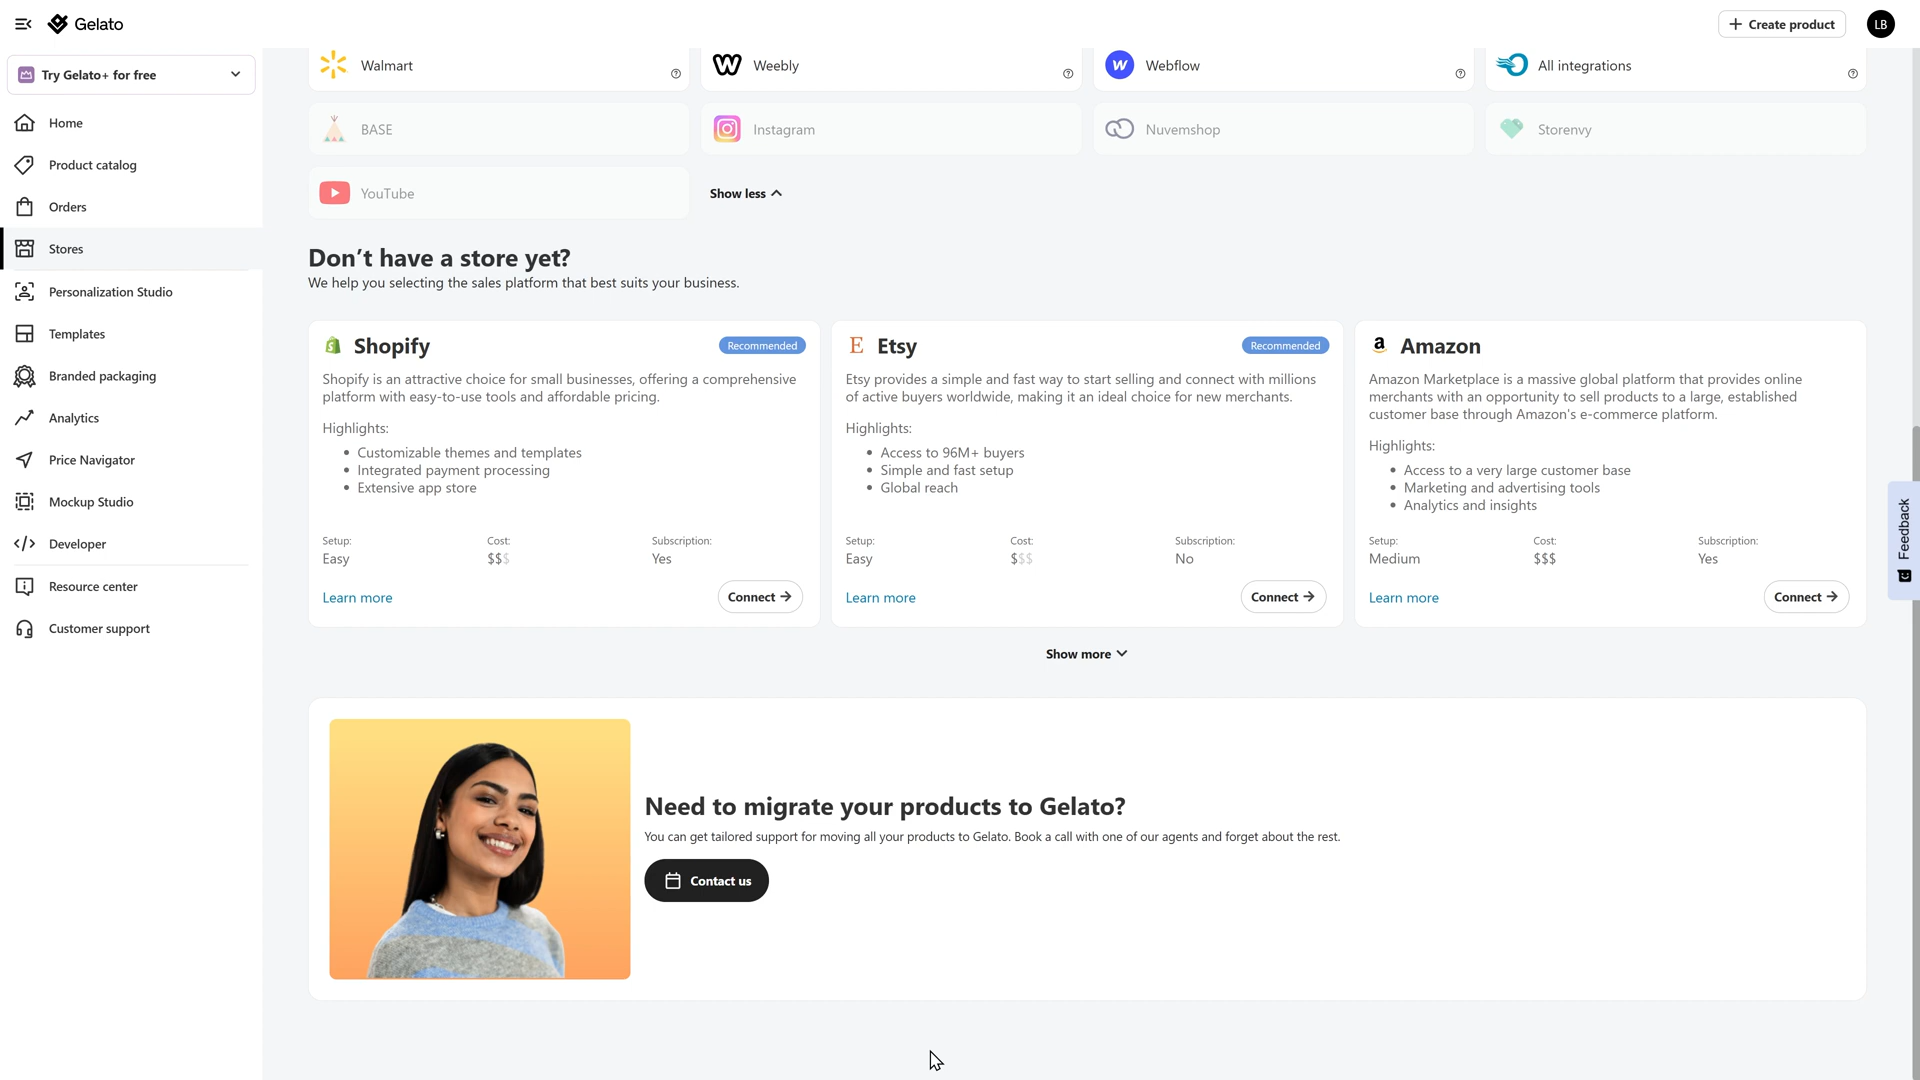 Gelato
Create product
LB
Try Gelato+ for free
Home
Product catalog
Orders
Stores
Personalization Studio
Templates
Branded packaging
Analytics
Price Navigator
Mockup Studio
Developer
Resource center
Customer support
Walmart
Weebly
Webflow
All integrations
BASE
Instagram
Nuvemshop
Storenvy
YouTube
Show less
Don’t have a store yet?
We help you selecting the sales platform that best suits your business.
Shopify
Recommended
Shopify is an attractive choice for small businesses, offering a comprehensive
platform with easy-to-use tools and affordable pricing.
Highlights:
• Customizable themes and templates
• Integrated payment processing
• Extensive app store
Setup: Cost: Subscription:
Easy $$$ Yes
Learn more
Connect
Etsy
Recommended
Etsy provides a simple and fast way to start selling and connect with millions
of active buyers worldwide, making it an ideal choice for new merchants.
Highlights:
• Access to 96M+ buyers
• Simple and fast setup
• Global reach
Setup: Cost: Subscription:
Easy $$$ No
Learn more
Connect
Amazon
Amazon Marketplace is a massive global platform that provides online
merchants with an opportunity to sell products to a large, established
customer base through Amazon's e-commerce platform.
Highlights:
• Access to a very large customer base
• Marketing and advertising tools
• Analytics and insights
Setup: Cost: Subscription:
Medium $$$ Yes
Learn more
Connect
Show more
Need to migrate your products to Gelato?
You can get tailored support for moving all your products to Gelato. Book a call with one of our agents and forget about the rest.
Contact us
Feedback